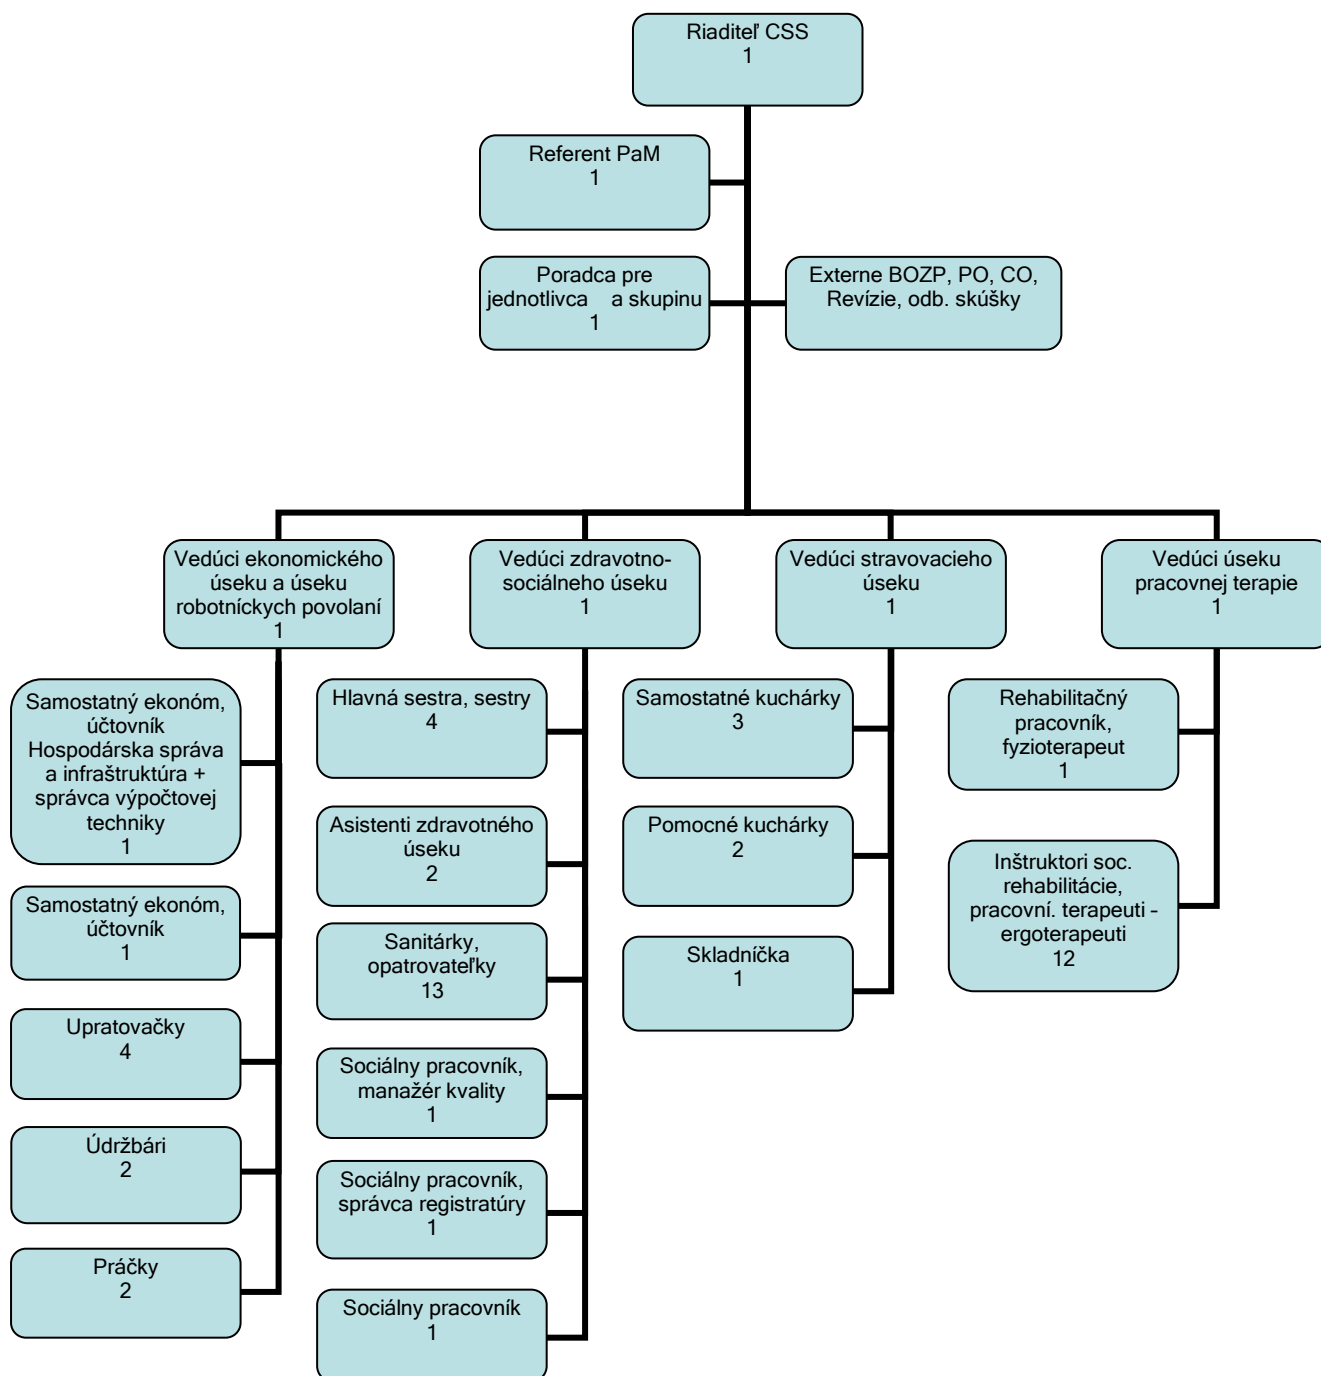 Riaditeľ CSS
1
Referent PaM
1
Poradca pre
jednotlivca a skupinu
1
Externe BOZP, PO, CO,
Revízie, odb. skúšky
Vedúci ekonomického
úseku a úseku
robotníckych povolaní
1
Vedúci zdravotno-
sociálneho úseku
1
Vedúci stravovacieho
úseku
1
Vedúci úseku
pracovnej terapie
1
Samostatný ekonóm,
účtovník
Hospodárska správa
a infraštruktúra +
správca výpočtovej
techniky
1
Samostatný ekonóm,
účtovník
1
Upratovačky
4
Údržbári
2
Práčky
2
Hlavná sestra, sestry
4
Asistenti zdravotného
úseku
2
Sanitárky,
opatrovateľky
13
Sociálny pracovník,
manažér kvality
1
Sociálny pracovník,
správca registratúry
1
Sociálny pracovník
1
Samostatné kuchárky
3
Pomocné kuchárky
2
Skladníčka
1
Rehabilitačný
pracovník,
fyzioterapeut
1
Inštruktori soc.
rehabilitácie,
pracovní. terapeuti -
ergoterapeuti
12